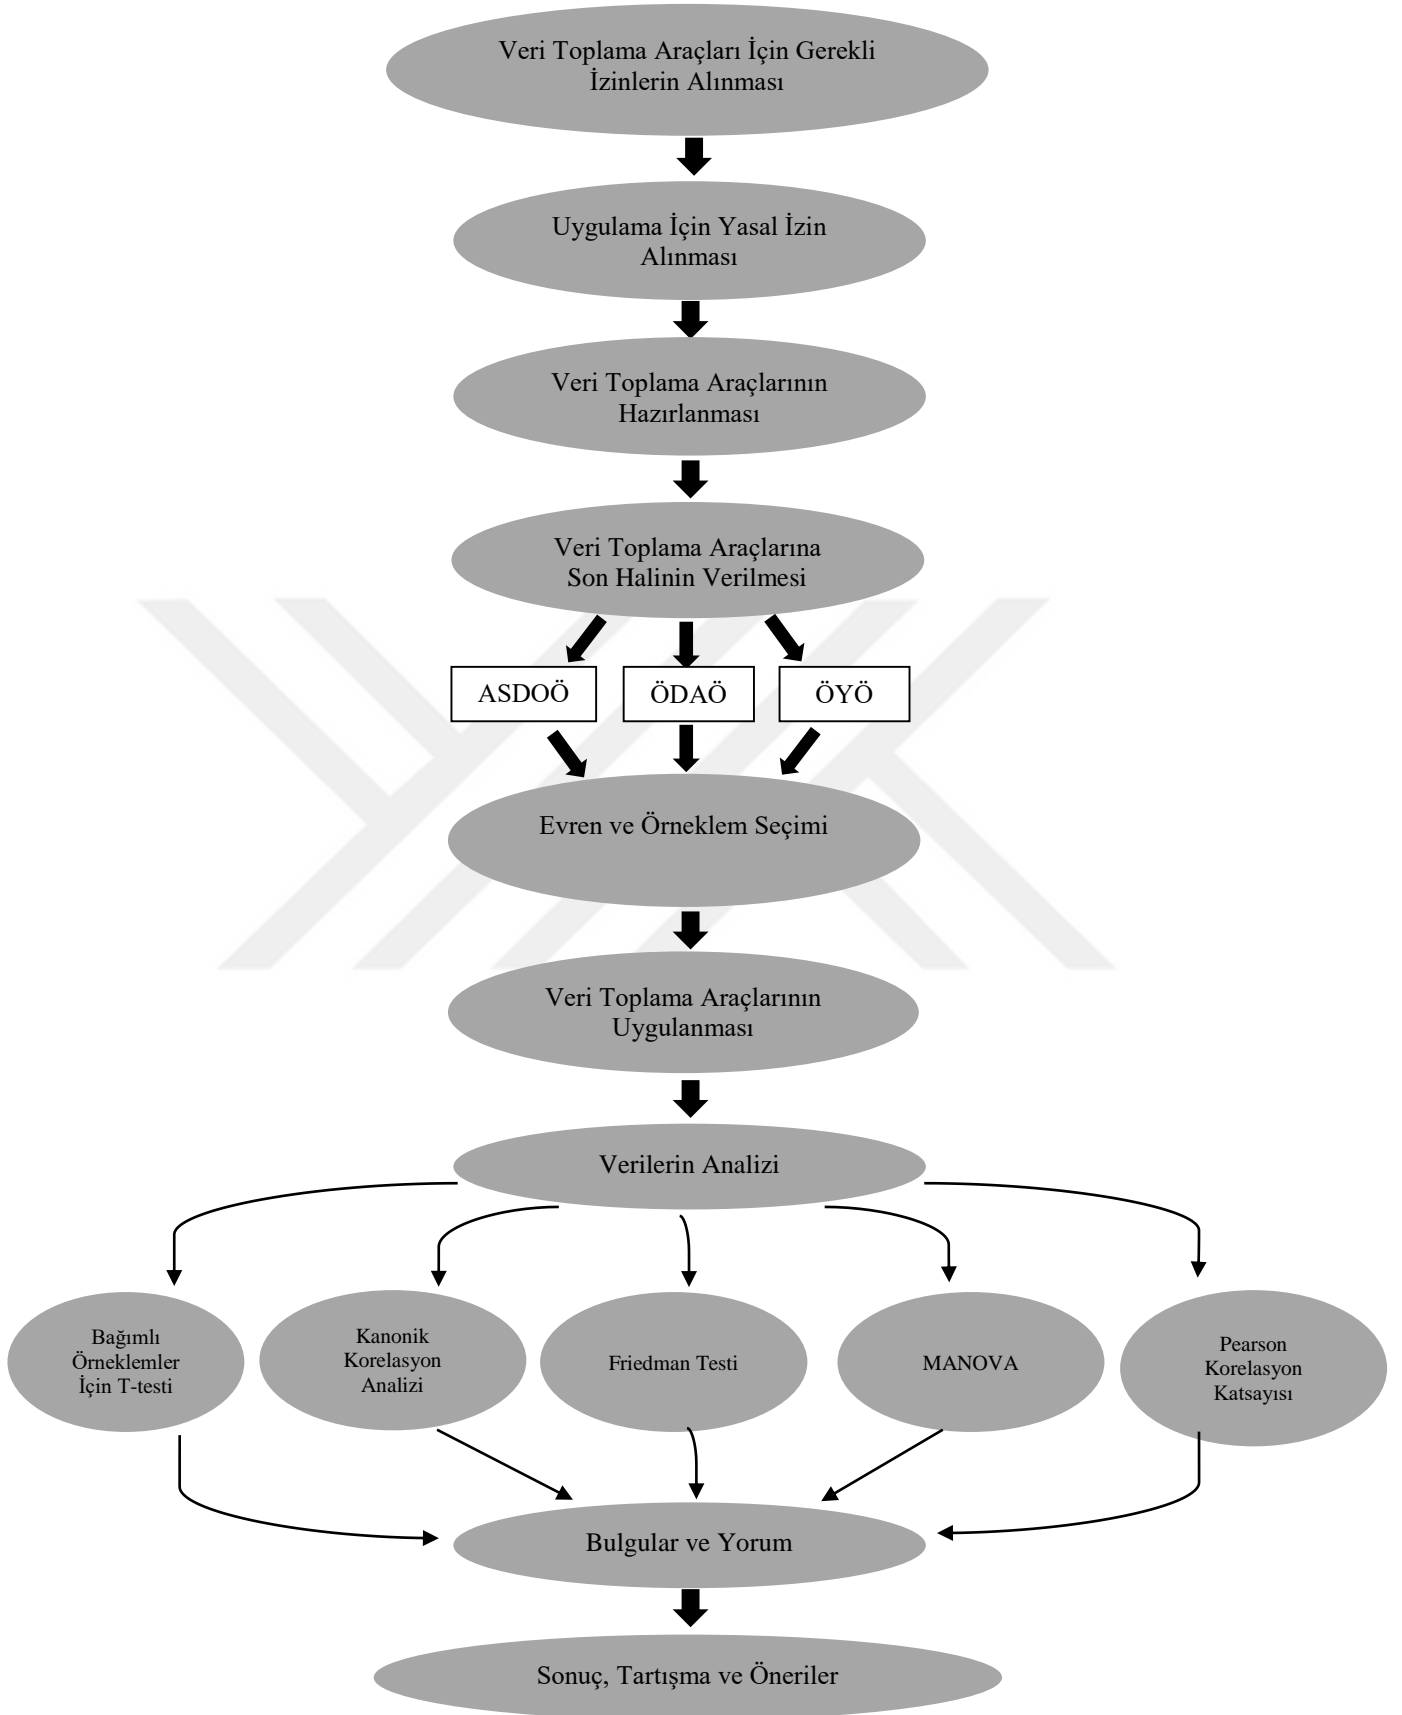 Veri Toplama Araçları İçin Gerekli
İzinlerin Alınması
Uygulama İçin Yasal İzin
Alınması
Veri Toplama Araçlarının
Hazırlanması
Veri Toplama Araçlarına
Son Halinin Verilmesi
ASDOÖ
ÖDAÖ
ÖYÖ
Evren ve Örneklem Seçimi
Veri Toplama Araçlarının
Uygulanması
Verilerin Analizi
Bağımlı
Örneklemler
İçin T-testi
Kanonik
Korelasyon
Analizi
Friedman Testi
MANOVA
Pearson
Korelasyon
Katsayısı
Bulgular ve Yorum
Sonuç, Tartışma ve Öneriler